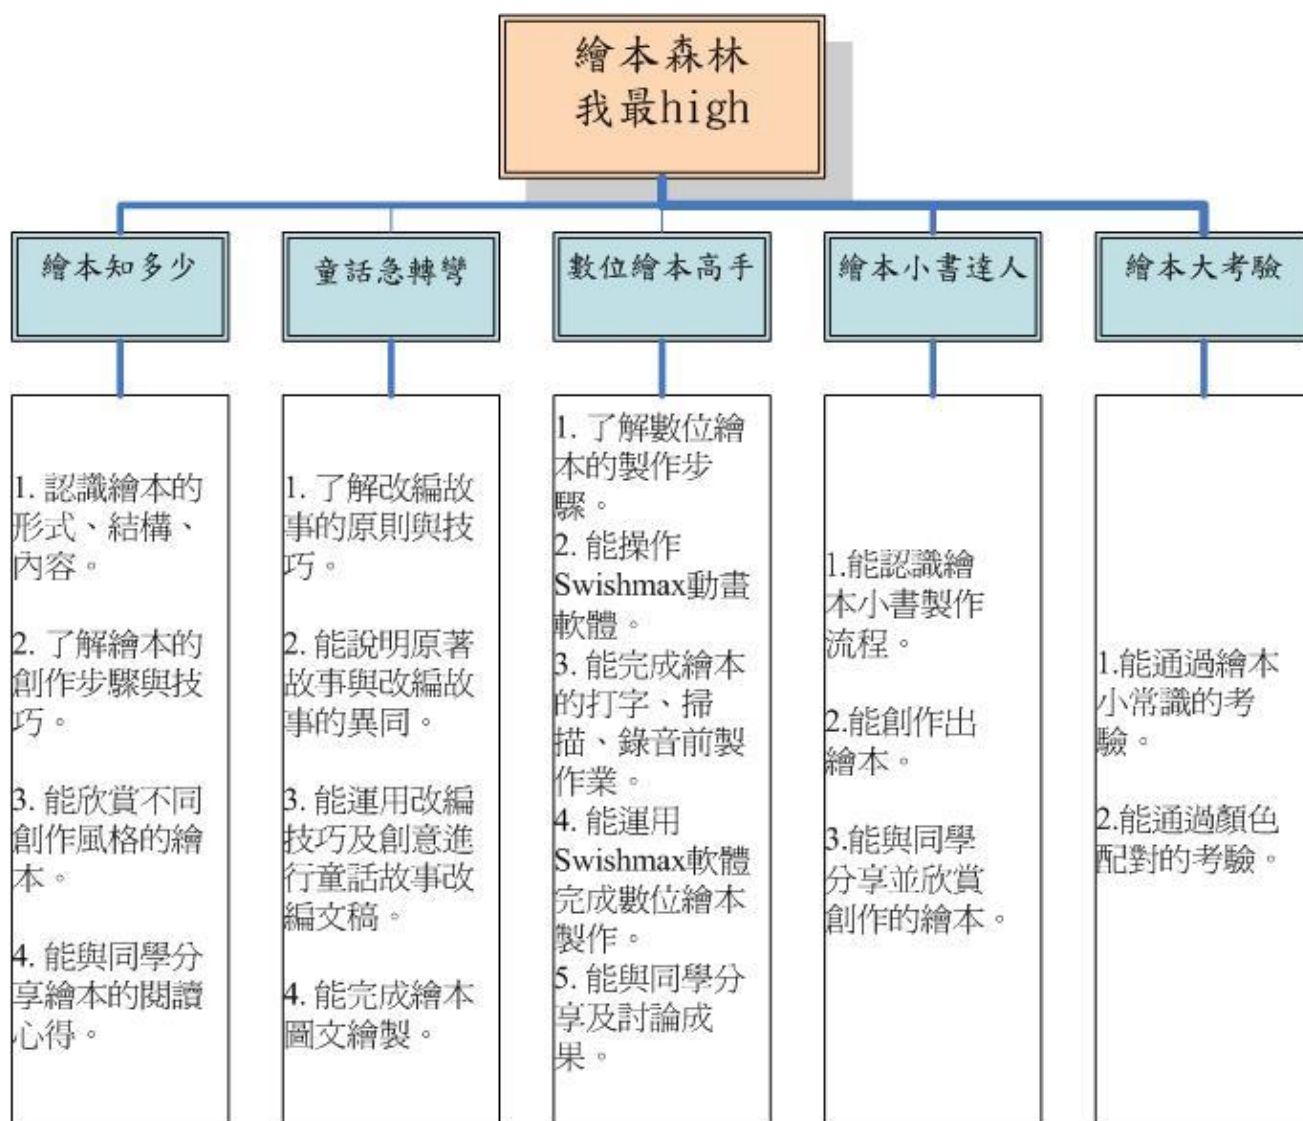 繪本森林
我最high
繪本知多少
童話急轉彎
數位繪本高手
繪本小書達人
繪本大考驗
1. 認識繪本的
形式、結構、
內容。
2. 了解繪本的
創作步驟與技
巧。
3. 能欣賞不同
創作風格的繪
本。
4. 能與同學分
享繪本的閱讀
心得。
1. 了解改編故
事的原則與技
巧。
2. 能說明原著
故事與改編故
事的異同。
3. 能運用改編
技巧及創意進
行童話故事改
編文稿。
4. 能完成繪本
圖文繪製。
1. 了解數位繪
本的製作步
驟。
2. 能操作
Swishmax動畫
軟體。
3. 能完成繪本
的打字、掃
描、錄音前製
作業。
4. 能運用
Swishmax軟體
完成數位繪本
製作。
5. 能與同學分
享及討論成
果。
1.能認識繪
本小書製作
流程。
2.能創作出
繪本。
3.能與同學
分享並欣賞
創作的繪本。
1.能通過繪本
小常識的考
驗。
2.能通過顏色
配對的考驗。